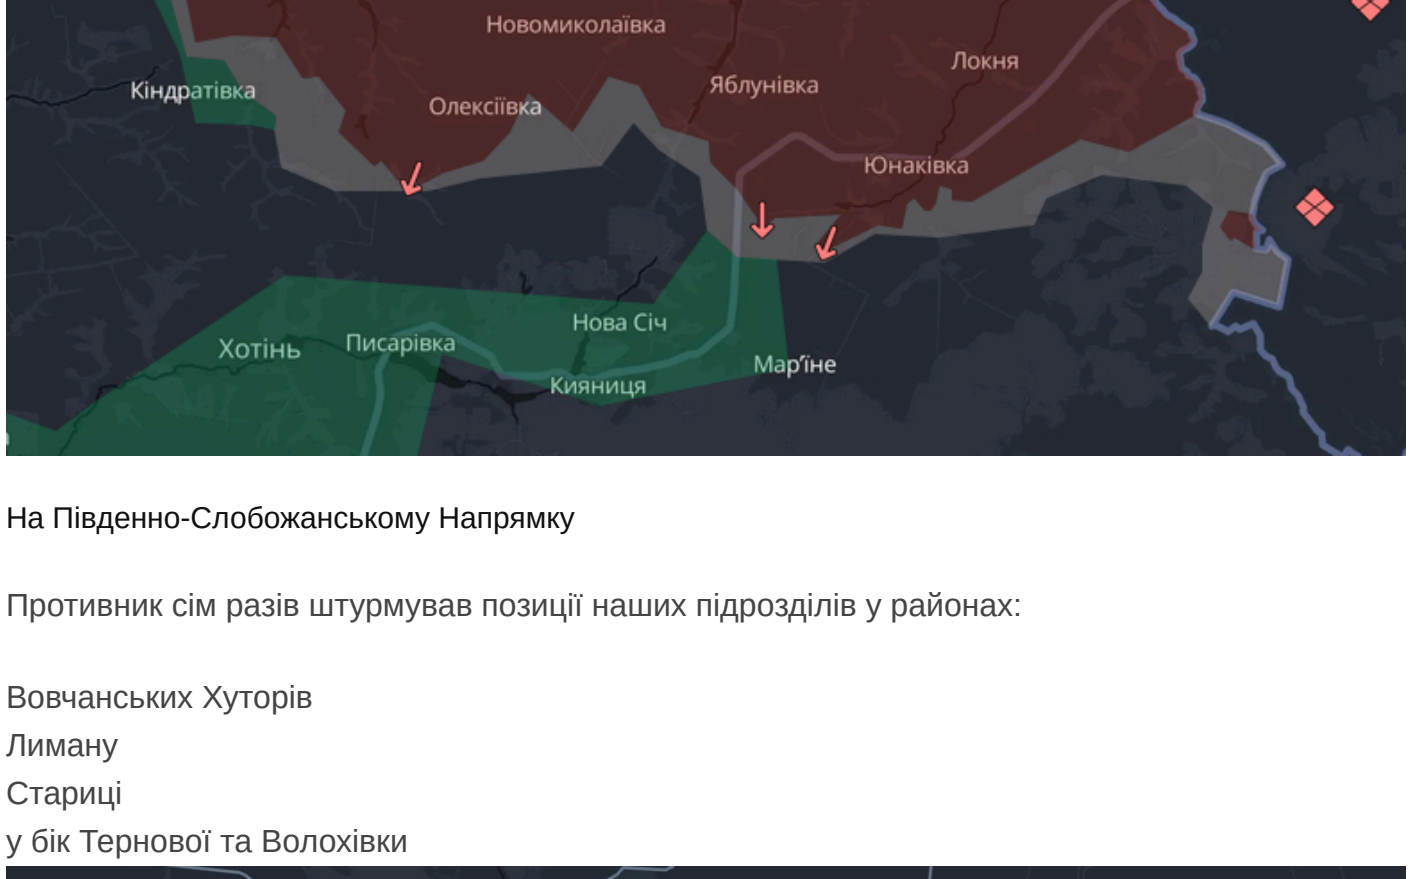 Новомиколаївка
Локня
Яблунівка
Кіндратівка
Олексіївка
Юнаківка
Нова Січ
Писарівка
Хотінь
Мар’їне
Кияниця
На Південно-Слобожанському Напрямку
Противник сім разів штурмував позиції наших підрозділів у районах:
Вовчанських Хуторів
Лиману
Стариці
у бік Тернової та Волохівки